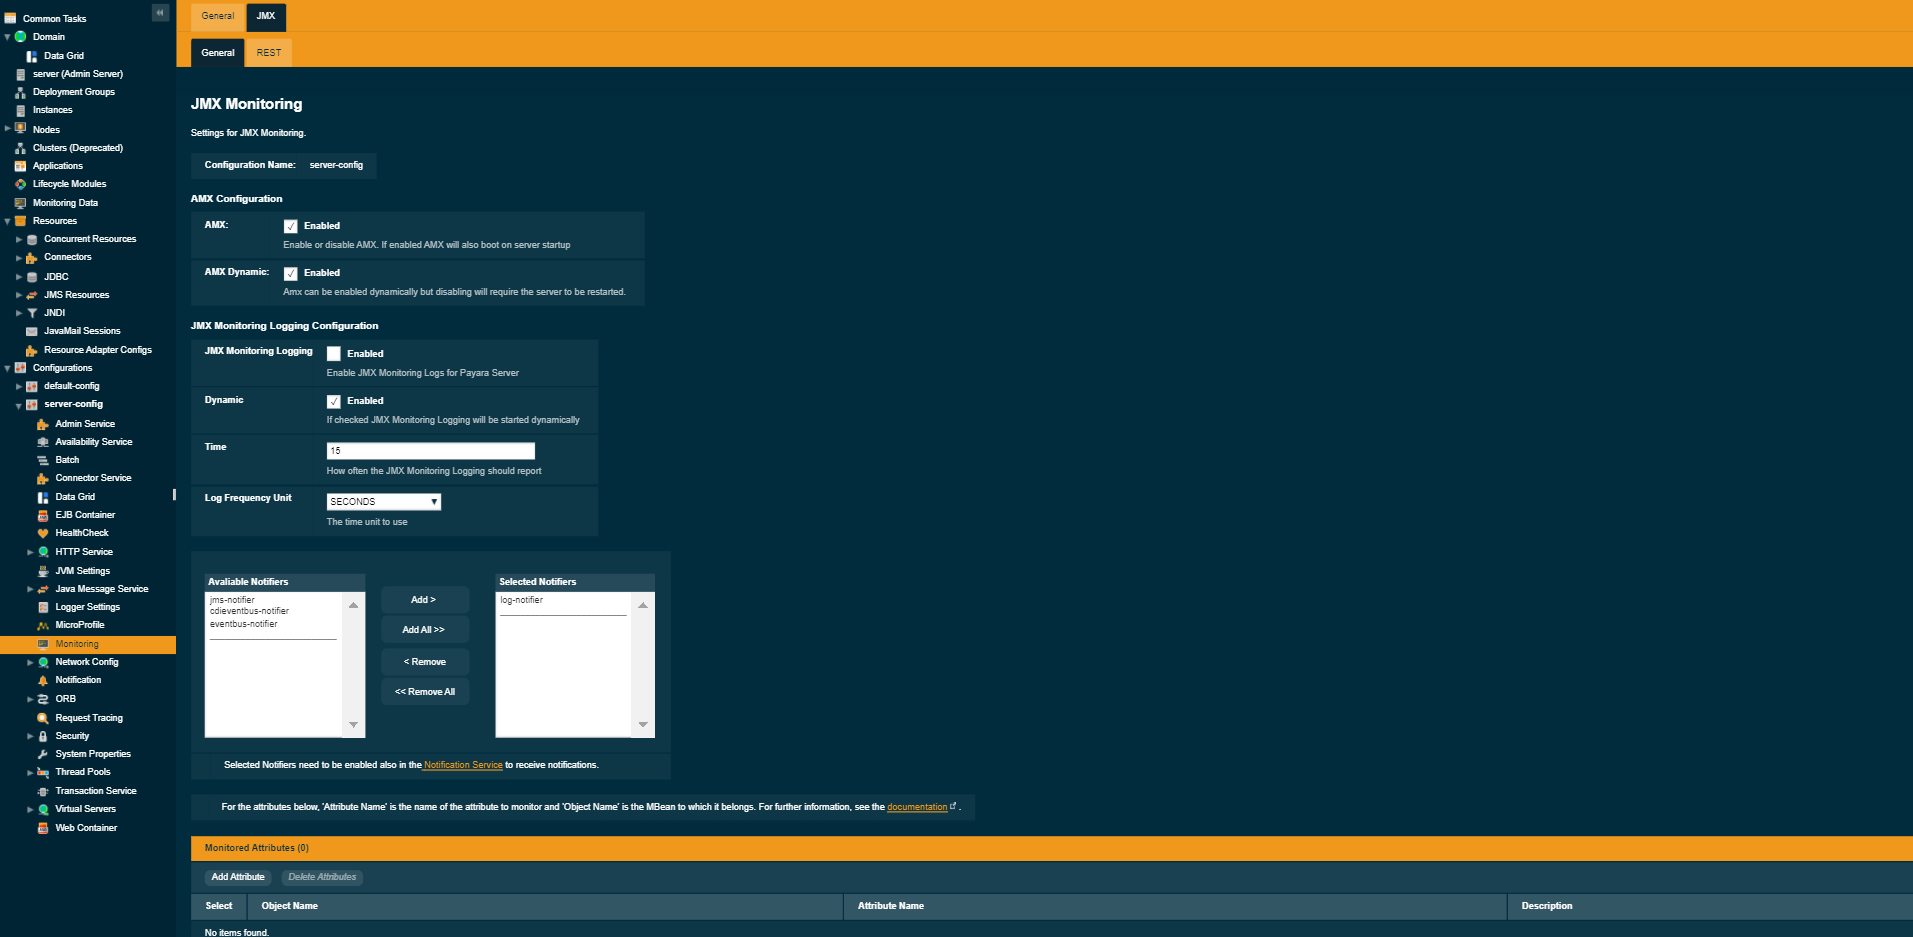 Common Tasks
Domain
Data Grid
server (Admin Server)
Deployment Groups
Instances
Nodes
Clusters (Deprecated)
Applications
Lifecycle Modules
Monitoring Data
Resources
Concurrent Resources
Connectors
JDBC
JMS Resources
JNDI
JavaMail Sessions
Resource Adapter Configs
Configurations
default-config
server-config
Admin Service
Availability Service
Batch
Connector Service
Data Grid
EJB Container
HealthCheck
HTTP Service
JVM Settings
Java Message Service
Logger Settings
MicroProfile
Monitoring
Network Config
Notification
ORB
Request Tracing
Security
System Properties
Thread Pools
Transaction Service
Virtual Servers
Web Container
General JMX
General REST
JMX Monitoring
Settings for JMX Monitoring.
Configuration Name: server-config
AMX Configuration
AMX: Enabled
Enable or disable AMX. If enabled AMX will also boot on server startup
AMX Dynamic: Enabled
Amx can be enabled dynamically but disabling will require the server to be restarted.
JMX Monitoring Logging Configuration
JMX Monitoring Logging Enabled
Enable JMX Monitoring Logs for Payara Server
Dynamic Enabled
If checked JMX Monitoring Logging will be started dynamically
Time 15
How often the JMX Monitoring Logging should report
Log Frequency Unit SECONDS
The time unit to use
Avaliable Notifiers
jms-notifier
cdieventbus-notifier
eventbus-notifier
Add >
Add All >>
< Remove
<< Remove All
Selected Notifiers
log-notifier
Selected Notifiers need to be enabled also in the Notification Service to receive notifications.
For the attributes below, 'Attribute Name' is the name of the attribute to monitor and 'Object Name' is the MBean to which it belongs. For further information, see the documentation .
Monitored Attributes (0)
Add Attribute Delete Attributes
Select Object Name Attribute Name Description
No items found.